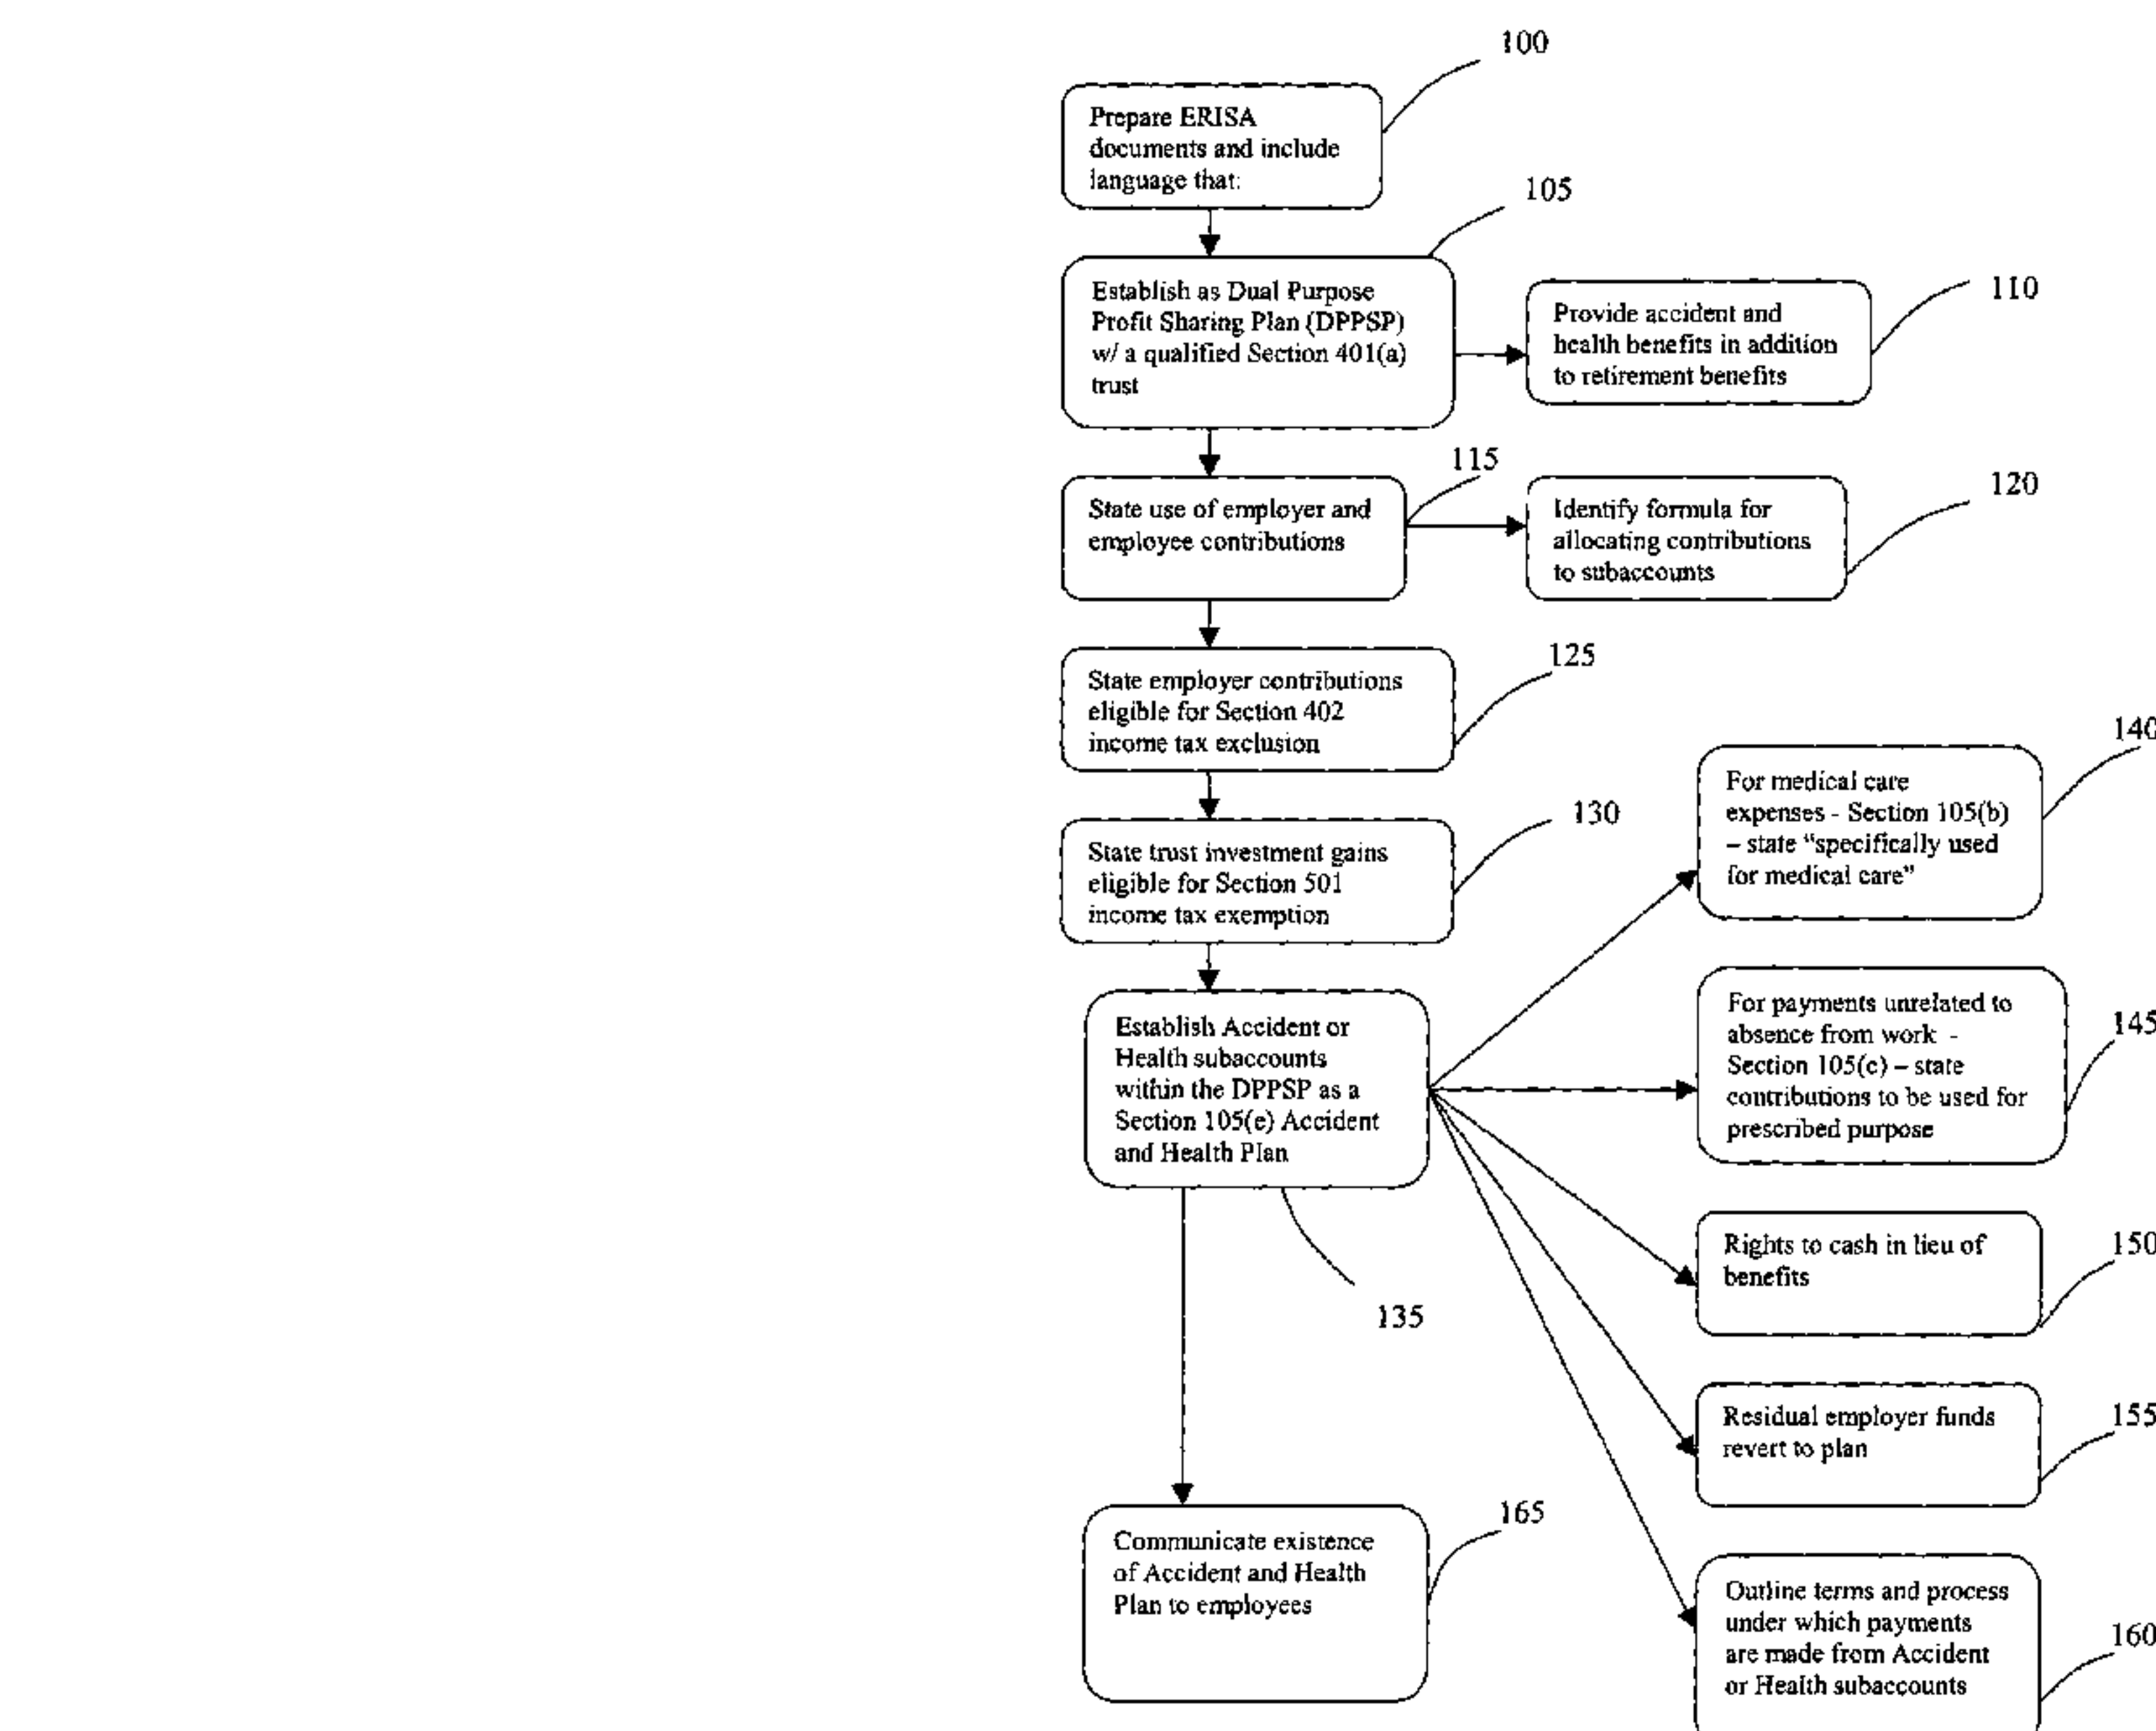 100
Prepare ERISA
documents and include
language that:
105
Establish as Dual Purpose
Profit Sharing Plan (DPPSP)
w/ a qualified Section 401(a)
trust
110
Provide accident and
health benefits in addition
to retirement benefits
115
State use of employer and
employee contributions
120
Identify formula for
allocating contributions
to subaccounts
125
State employer contributions
eligible for Section 402
income tax exclusion
130
State trust investment gains
eligible for Section 501
income tax exemption
135
Establish Accident or
Health subaccounts
within the DPPSP as a
Section 105(e) Accident
and Health Plan
140
For medical care
expenses - Section 105(b)
– state “specifically used
for medical care”
145
For payments unrelated to
absence from work -
Section 105(c) – state
contributions to be used for
prescribed purpose
150
Rights to cash in lieu of
benefits
155
Residual employer funds
revert to plan
160
Outline terms and process
under which payments
are made from Accident
or Health subaccounts
165
Communicate existence
of Accident and Health
Plan to employees